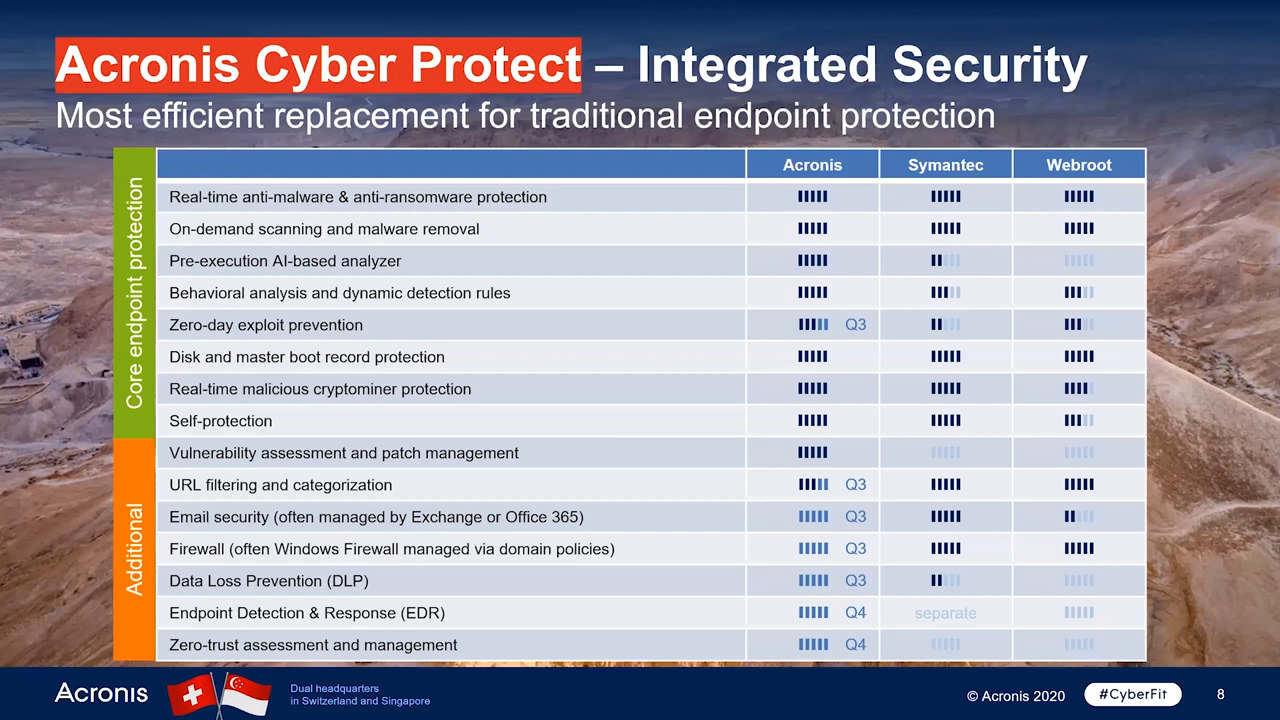 Acronis Cyber Protect – Integrated Security
Most efficient replacement for traditional endpoint protection
Acronis Symantec Webroot
Core endpoint protection
Real-time anti-malware & anti-ransomware protection
On-demand scanning and malware removal
Pre-execution AI-based analyzer
Behavioral analysis and dynamic detection rules
Zero-day exploit prevention Q3
Disk and master boot record protection
Real-time malicious cryptominer protection
Self-protection
Additional
Vulnerability assessment and patch management
URL filtering and categorization Q3
Email security (often managed by Exchange or Office 365) Q3
Firewall (often Windows Firewall managed via domain policies) Q3
Data Loss Prevention (DLP) Q3
Endpoint Detection & Response (EDR) Q4 separate
Zero-trust assessment and management Q4
Acronis
Dual headquarters
in Switzerland and Singapore
© Acronis 2020
#CyberFit
8